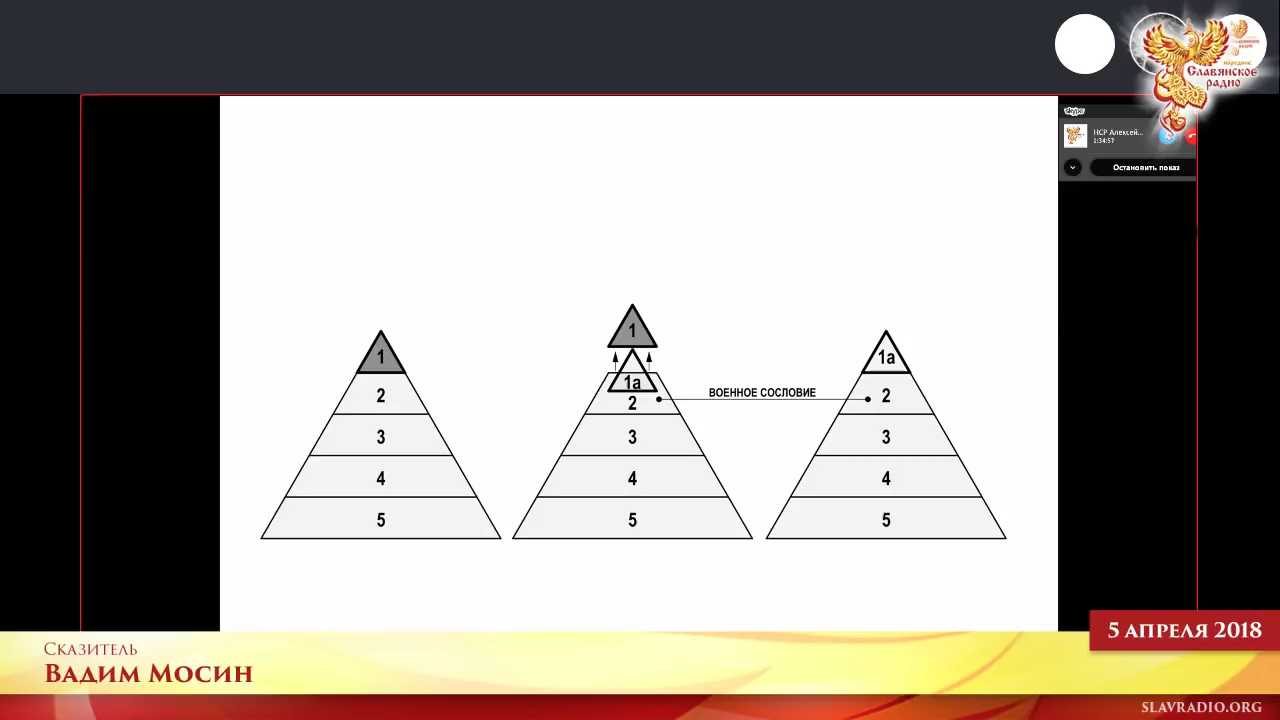 народное
Славянское
радио
skype
НСР Алексей...
1:34:57
Остановить показ
1
1
1а
1а
2
2
ВОЕННОЕ СОСЛОВИЕ
2
3
3
3
4
4
4
5
5
5
5 АПРЕЛЯ 2018
Сказитель
Вадим Мосин
SLAVRADIO.ORG